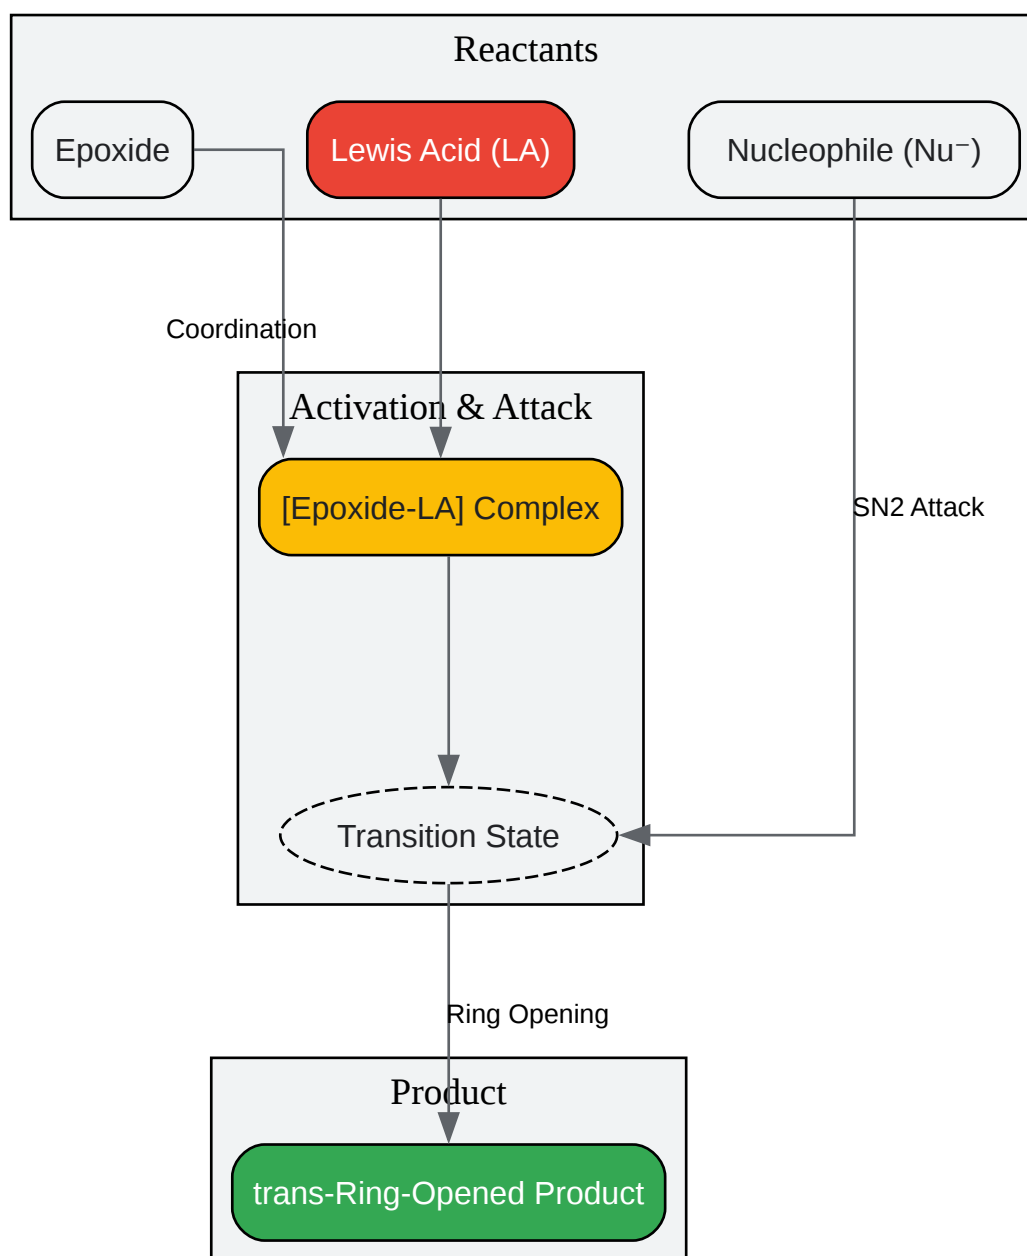 Reactants
Epoxide
Lewis Acid (LA)
Nucleophile (Nu⁻)
Coordination
Activation & Attack
[Epoxide-LA] Complex
SN2 Attack
Transition State
Ring Opening
Product
trans-Ring-Opened Product